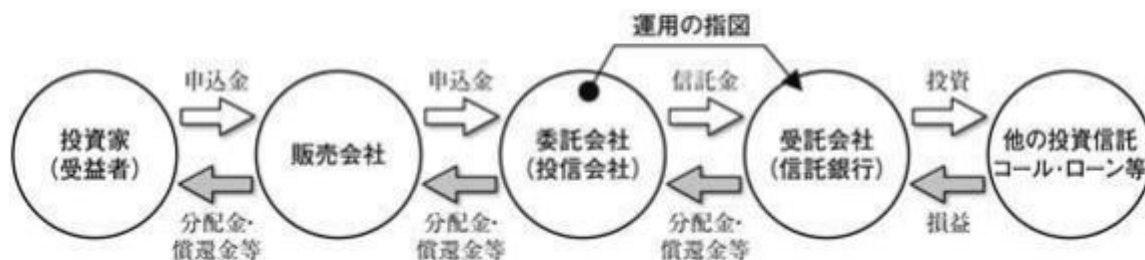 運用の指図
申込金
申込金
信託金
投資
投資家
(受益者)
販売会社
委託会社
(投信会社)
受託会社
(信託銀行)
他の投資信託
コール・ローン等
分配金・
償還金等
分配金・
償還金等
分配金・
償還金等
損益